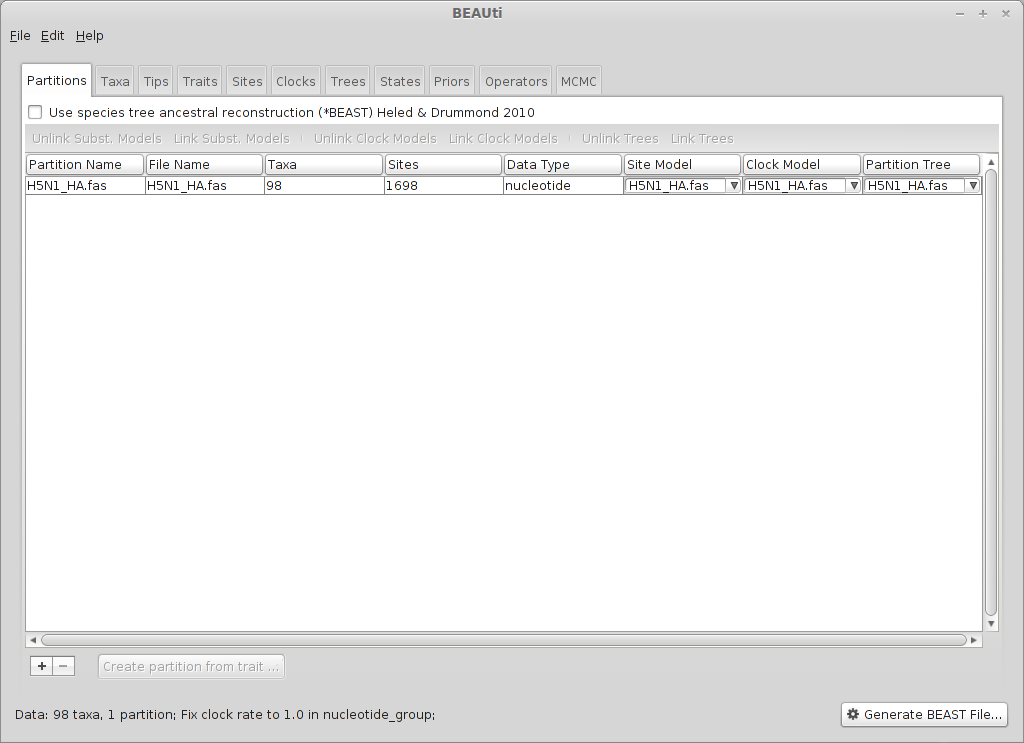 BEAUti
File Edit Help
Partitions Taxa Tips Traits Sites Clocks Trees States Priors Operators MCMC
Use species tree ancestral reconstruction (*BEAST) Heled & Drummond 2010
Unlink Subst. Models Link Subst. Models Unlink Clock Models Link Clock Models Unlink Trees Link Trees
Partition Name File Name Taxa Sites Data Type Site Model Clock Model Partition Tree
H5N1_HA.fas H5N1_HA.fas 98 1698 nucleotide H5N1_HA.fas H5N1_HA.fas H5N1_HA.fas
+ − Create partition from trait ...
Data: 98 taxa, 1 partition; Fix clock rate to 1.0 in nucleotide_group;
Generate BEAST File...